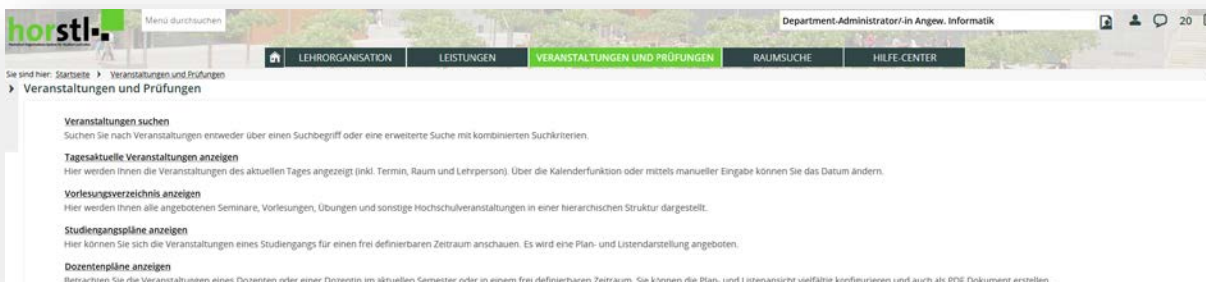 horstl
Menü durchsuchen
Department-Administrator/-in Angew. Informatik
20
LEHRORGANISATION
LEISTUNGEN
VERANSTALTUNGEN UND PRÜFUNGEN
RAUMSUCHE
HILFE-CENTER
Sie sind hier: Startseite Veranstaltungen und Prüfungen
Veranstaltungen und Prüfungen
Veranstaltungen suchen
Suchen Sie nach Veranstaltungen entweder über einen Suchbegriff oder eine erweiterte Suche mit kombinierten Suchkriterien.
Tagesaktuelle Veranstaltungen anzeigen
Hier werden Ihnen die Veranstaltungen des aktuellen Tages angezeigt (inkl. Termin, Raum und Lehrperson). Über die Kalenderfunktion oder mittels manueller Eingabe können Sie das Datum ändern.
Vorlesungsverzeichnis anzeigen
Hier werden Ihnen alle angebotenen Seminare, Vorlesungen, Übungen und sonstige Hochschulveranstaltungen in einer hierarchischen Struktur dargestellt.
Studiengangspläne anzeigen
Hier können Sie sich die Veranstaltungen eines Studiengangs für einen frei definierbaren Zeitraum anschauen. Es wird eine Plan- und Listendarstellung angeboten.
Dozentenpläne anzeigen
Betrachten Sie die Veranstaltungen eines Dozenten oder einer Dozentin im aktuellen Semester oder in einem frei definierbaren Zeitraum. Sie können die Plan- und Listenansicht vielfältig konfigurieren und auch als PDF Dokument erstellen.